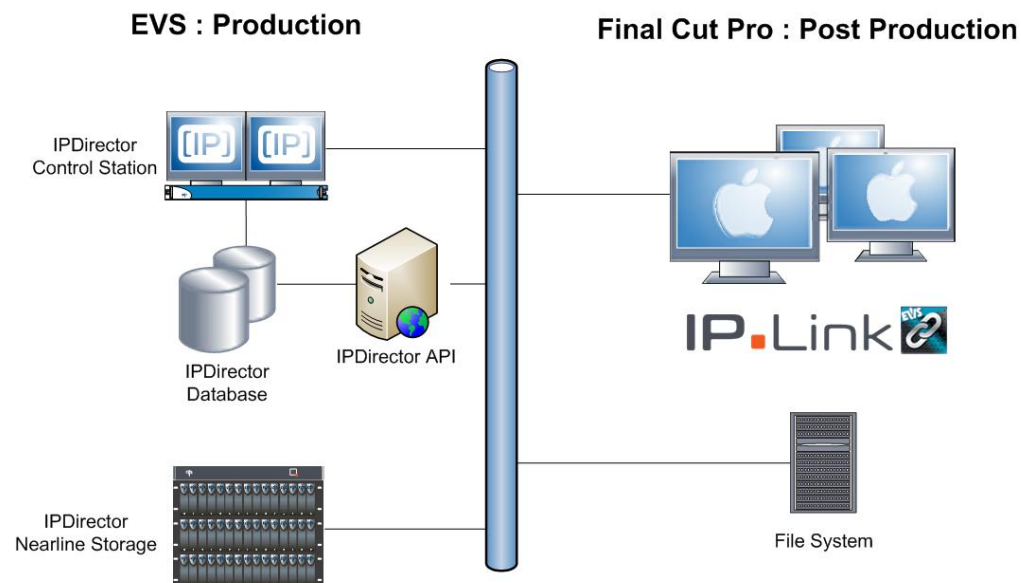 EVS : Production
Final Cut Pro : Post Production
IPDirector
Control Station
[IP]
[IP]
IPDirector
Database
IPDirector API
IP.Link
EVS
IPDirector
Nearline Storage
File System